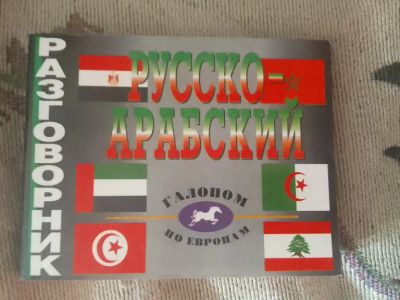 РАЗГОВОРНИК
РУССКО-
АРАБСКИЙ
ГАЛОПОМ
ПО ЕВРОПАМ